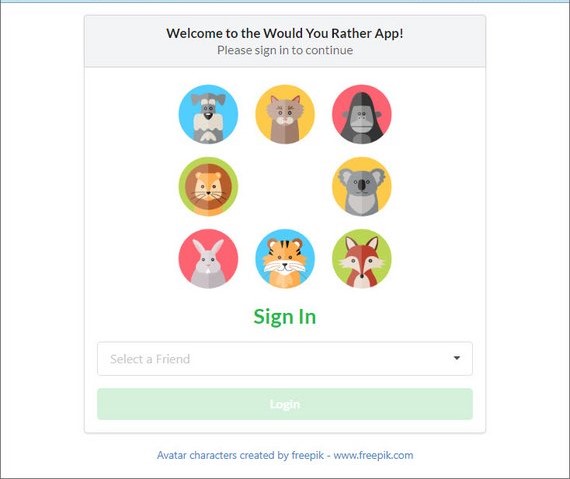 Welcome to the Would You Rather App!
Please sign in to continue
Sign In
Select a Friend
Login
Avatar characters created by freepik - www.freepik.com